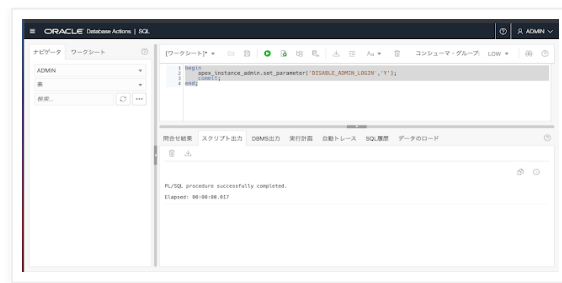 ORACLE Database Actions | SQL
ADMIN
ナビゲータ ワークシート
ADMIN
表
検索...
[ワークシート]*
Aa
コンシューマ・グループ: LOW
1 begin
2 apex_instance_admin.set_parameter('DISABLE_ADMIN_LOGIN','Y');
3 commit;
4 end;
問合せ結果 スクリプト出力 DBMS出力 実行計画 自動トレース SQL履歴 データのロード
PL/SQL procedure successfully completed.
Elapsed: 00:00:00.017